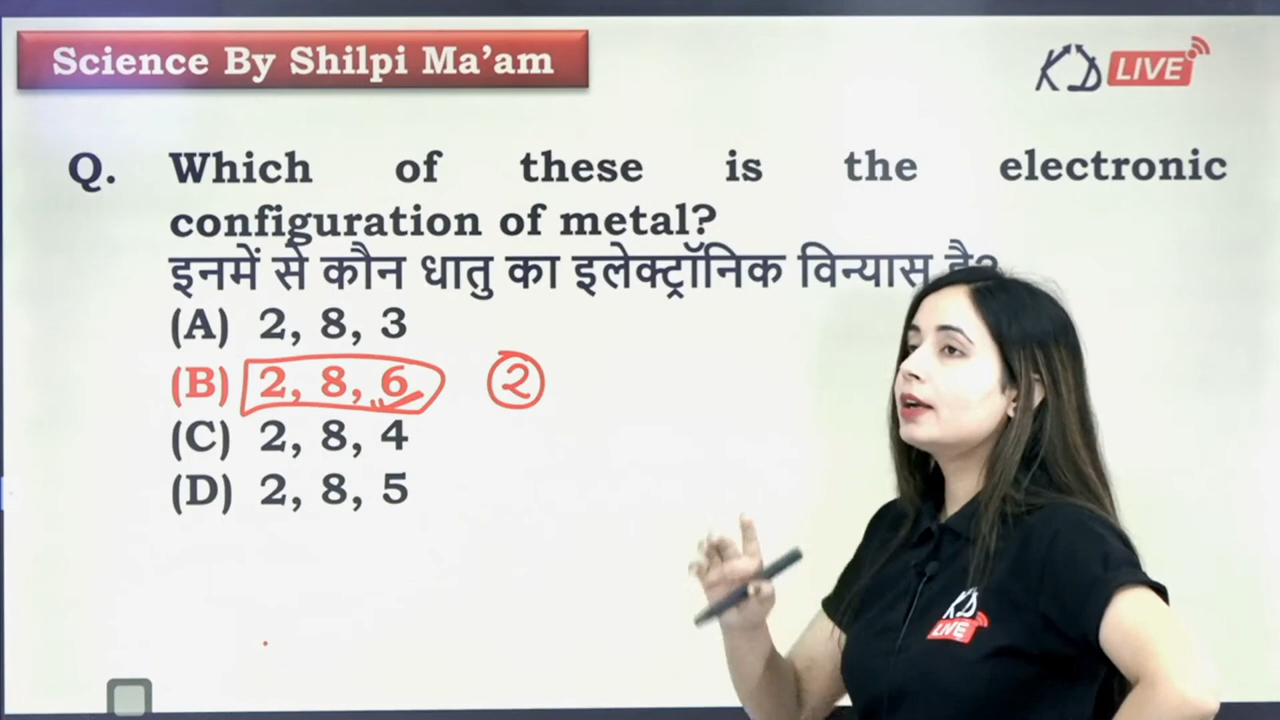 Science By Shilpi Ma’am
KD LIVE
Q. Which of these is the electronic
configuration of metal?
इनमें से कौन धातु का इलेक्ट्रॉनिक विन्यास है?
(A) 2, 8, 3
(B) 2, 8, 6 2
(C) 2, 8, 4
(D) 2, 8, 5
KD
LIVE